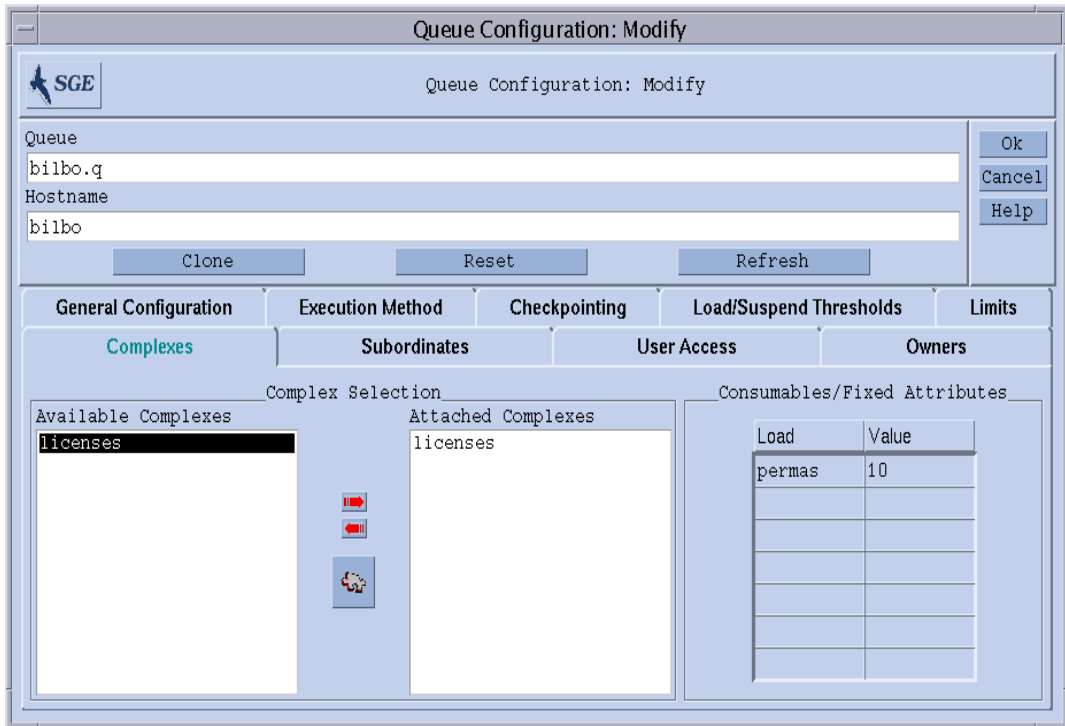 Queue Configuration: Modify
SGE
Queue Configuration: Modify
Queue
bilbo.q
Hostname
bilbo
Ok
Cancel
Help
Clone Reset Refresh
General Configuration Execution Method Checkpointing Load/Suspend Thresholds Limits
Complexes Subordinates User Access Owners
Complex Selection
Available Complexes Attached Complexes
licenses licenses
Consumables/Fixed Attributes
Load Value
permas 10